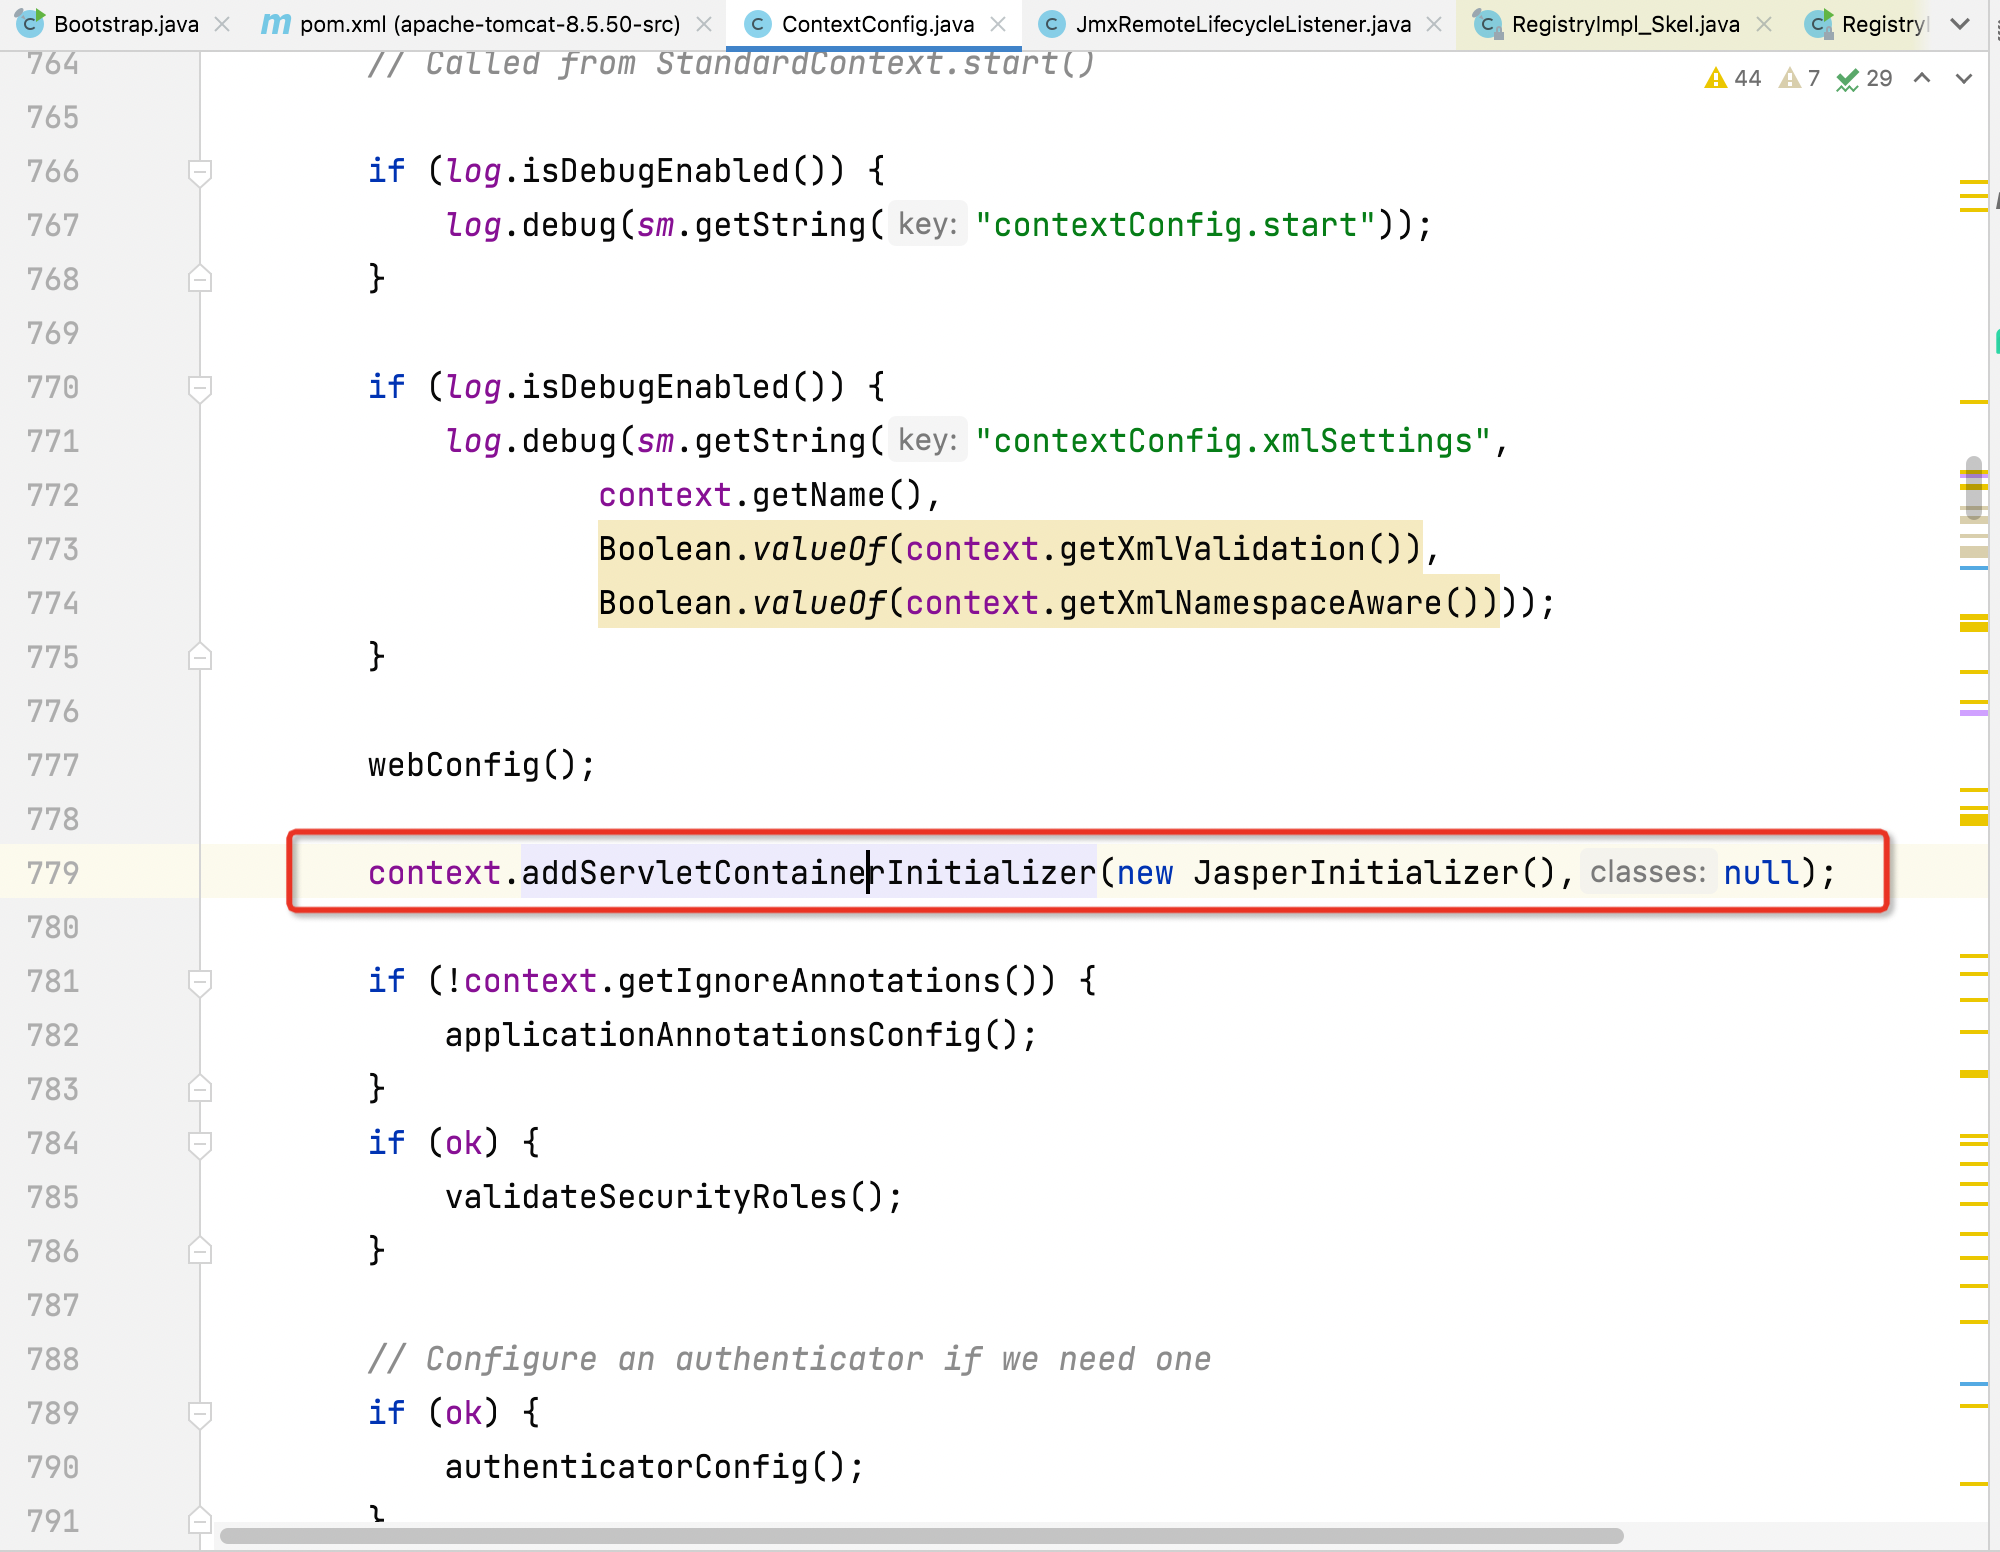 Bootstrap.java pom.xml (apache-tomcat-8.5.50-src) ContextConfig.java JmxRemoteLifecycleListener.java RegistryImpl_Skel.java Registry
44 7 29
764 // Called from StandardContext.start()
765
766 if (log.isDebugEnabled()) {
767 log.debug(sm.getString( key: "contextConfig.start"));
768 }
769
770 if (log.isDebugEnabled()) {
771 log.debug(sm.getString( key: "contextConfig.xmlSettings",
772 context.getName(),
773 Boolean.valueOf(context.getXmlValidation()),
774 Boolean.valueOf(context.getXmlNamespaceAware())));
775 }
776
777 webConfig();
778
779 context.addServletContainerInitializer(new JasperInitializer(), classes: null);
780
781 if (!context.getIgnoreAnnotations()) {
782 applicationAnnotationsConfig();
783 }
784 if (ok) {
785 validateSecurityRoles();
786 }
787
788 // Configure an authenticator if we need one
789 if (ok) {
790 authenticatorConfig();
791 }